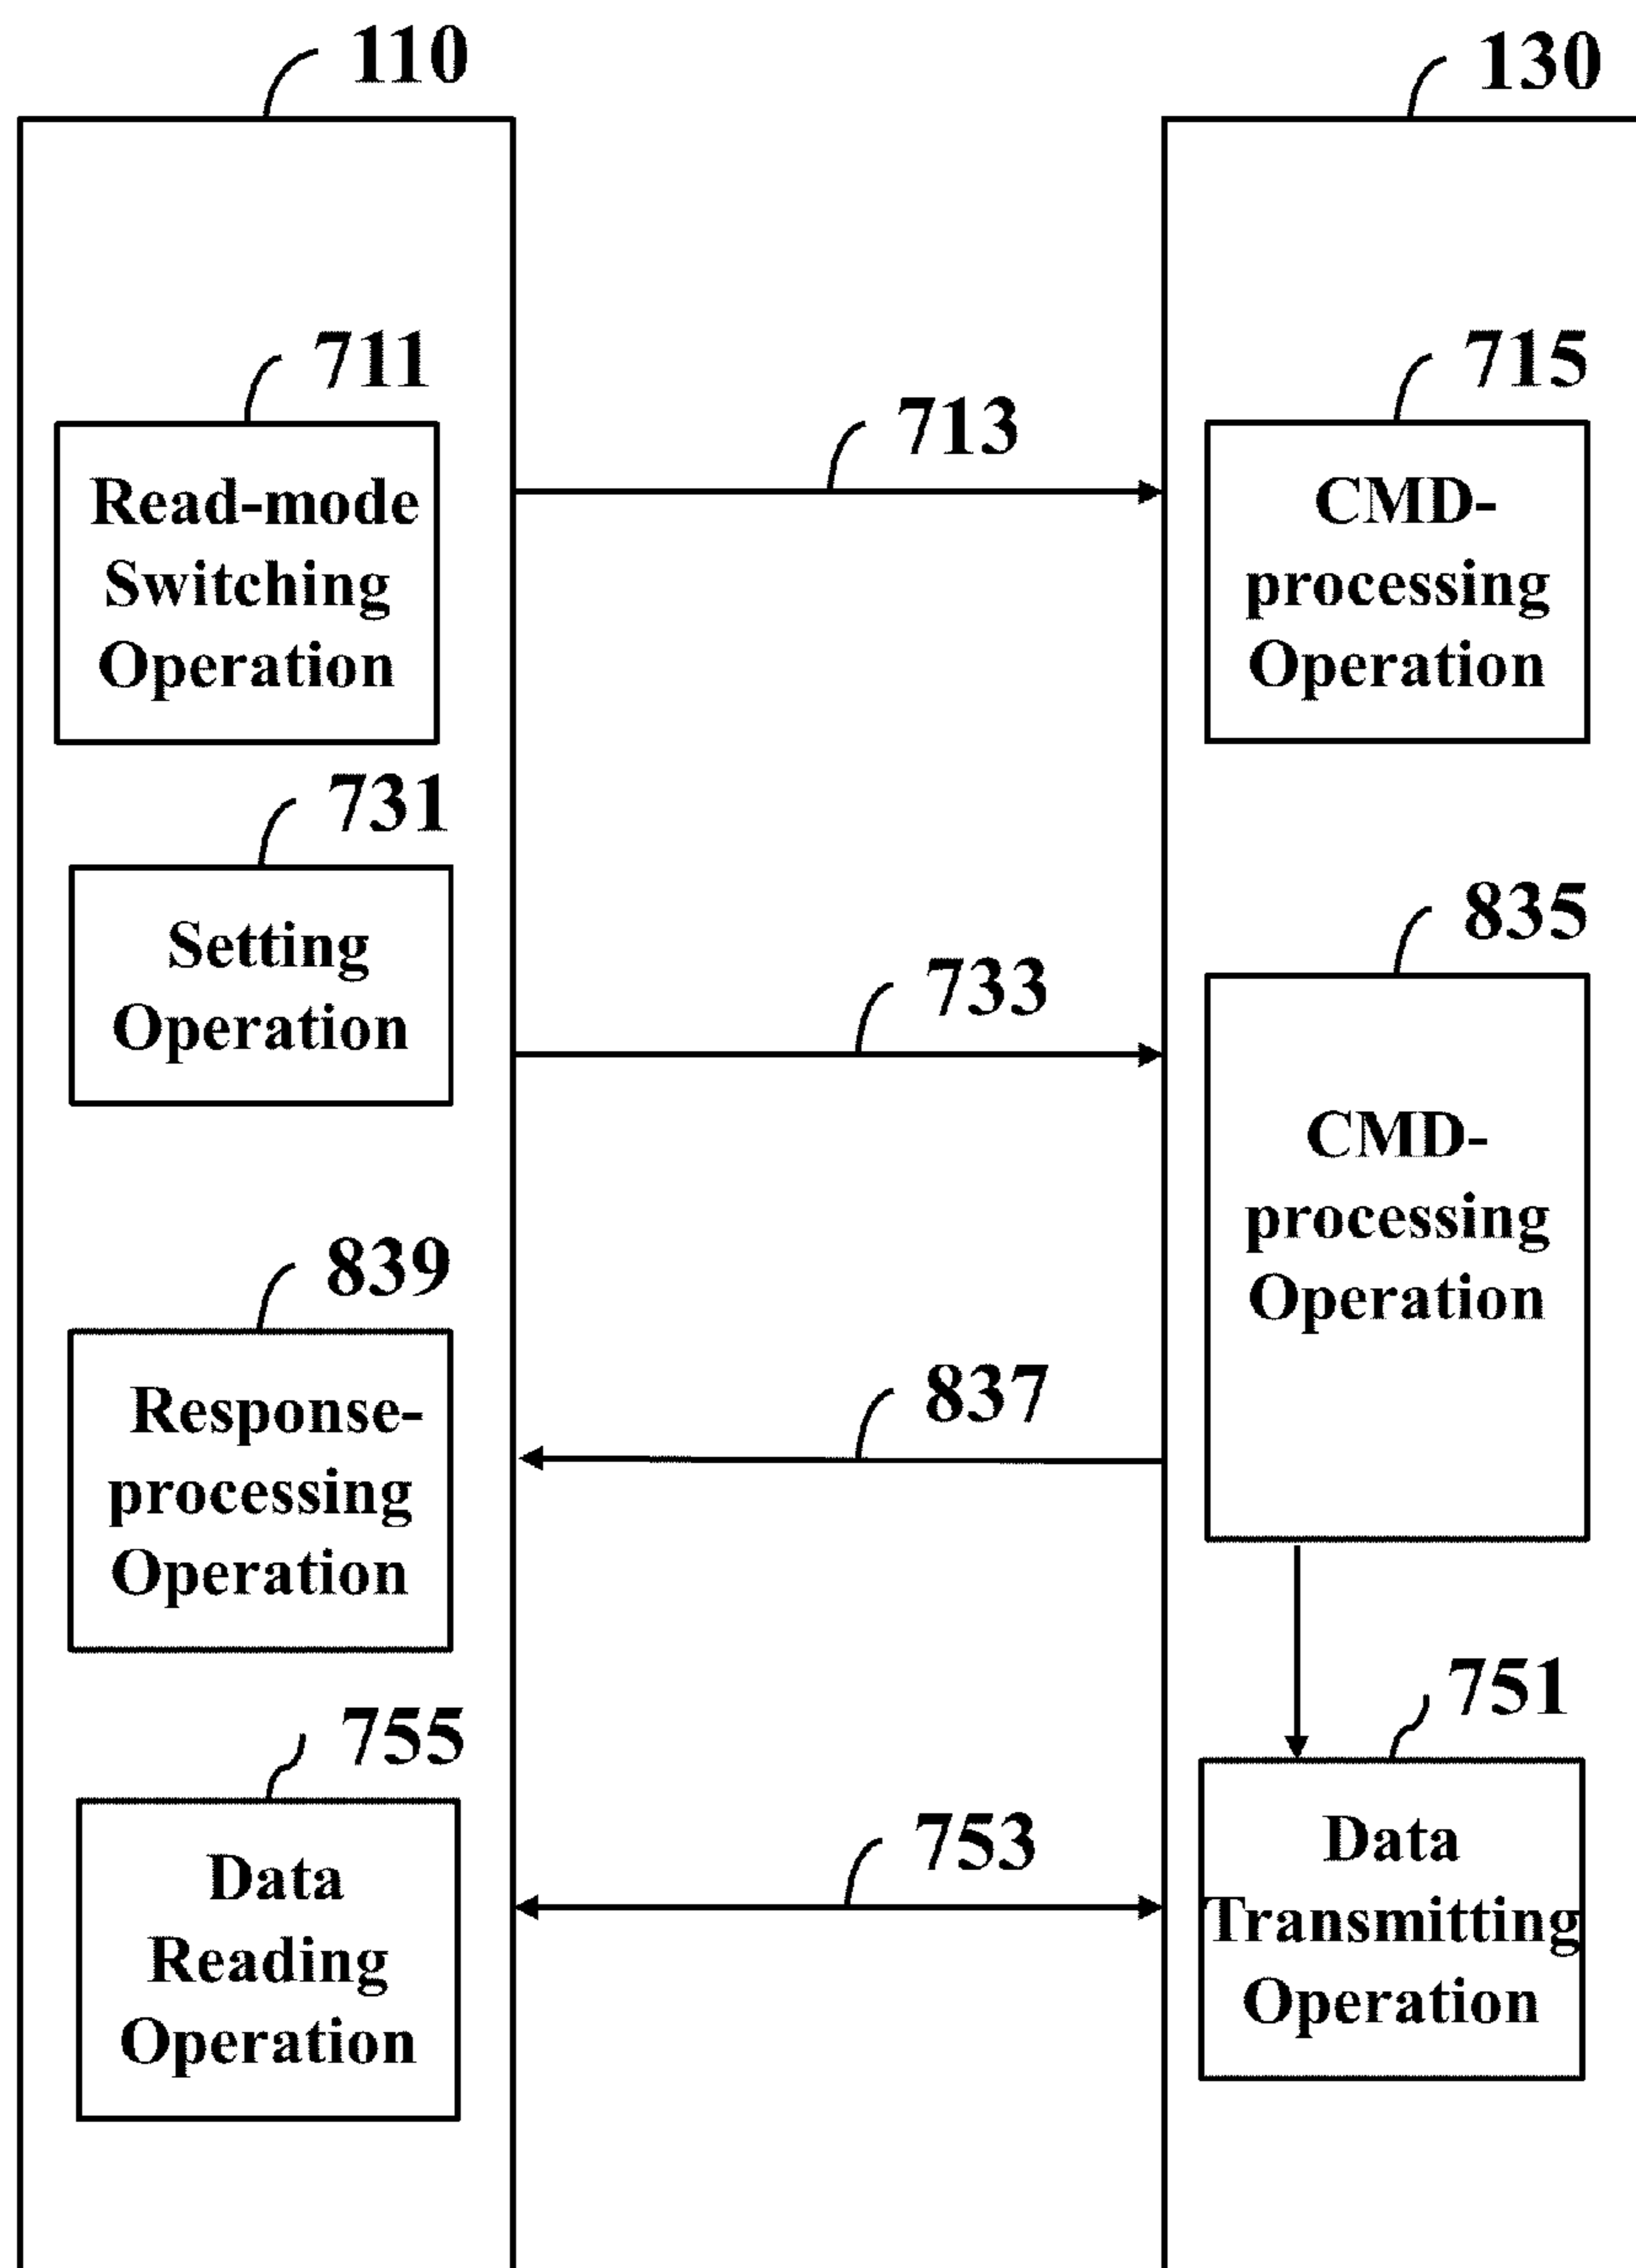 110
130
711
713
715
Read-mode
Switching
Operation
CMD-
processing
Operation
731
733
835
Setting
Operation
CMD-
processing
Operation
839
837
Response-
processing
Operation
751
755
753
Data
Reading
Operation
Data
Transmitting
Operation